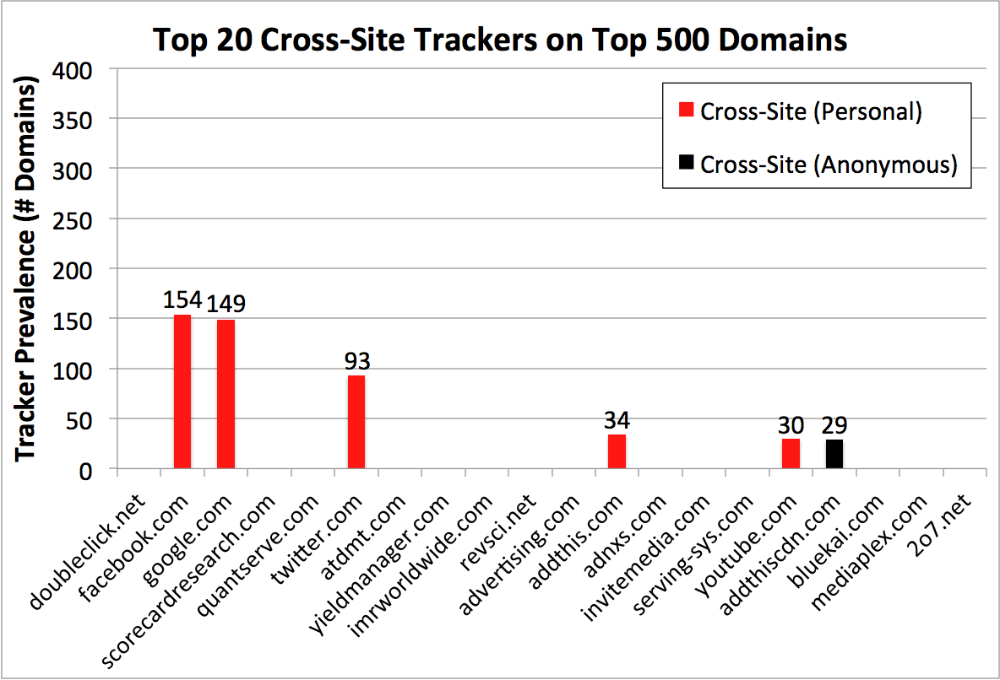 Top 20 Cross-Site Trackers on Top 500 Domains
Tracker Prevalence (# Domains)
400
350
300
250
200
150
100
50
0
Cross-Site (Personal)
Cross-Site (Anonymous)
154
149
93
34
30
29
doubleclick.net
facebook.com
google.com
scorecardresearch.com
quantserve.com
twitter.com
atdmt.com
yieldmanager.com
imrworldwide.com
revsci.net
advertising.com
addthis.com
adnxs.com
invitemedia.com
serving-sys.com
youtube.com
addthiscdn.com
bluekai.com
mediaplex.com
2o7.net